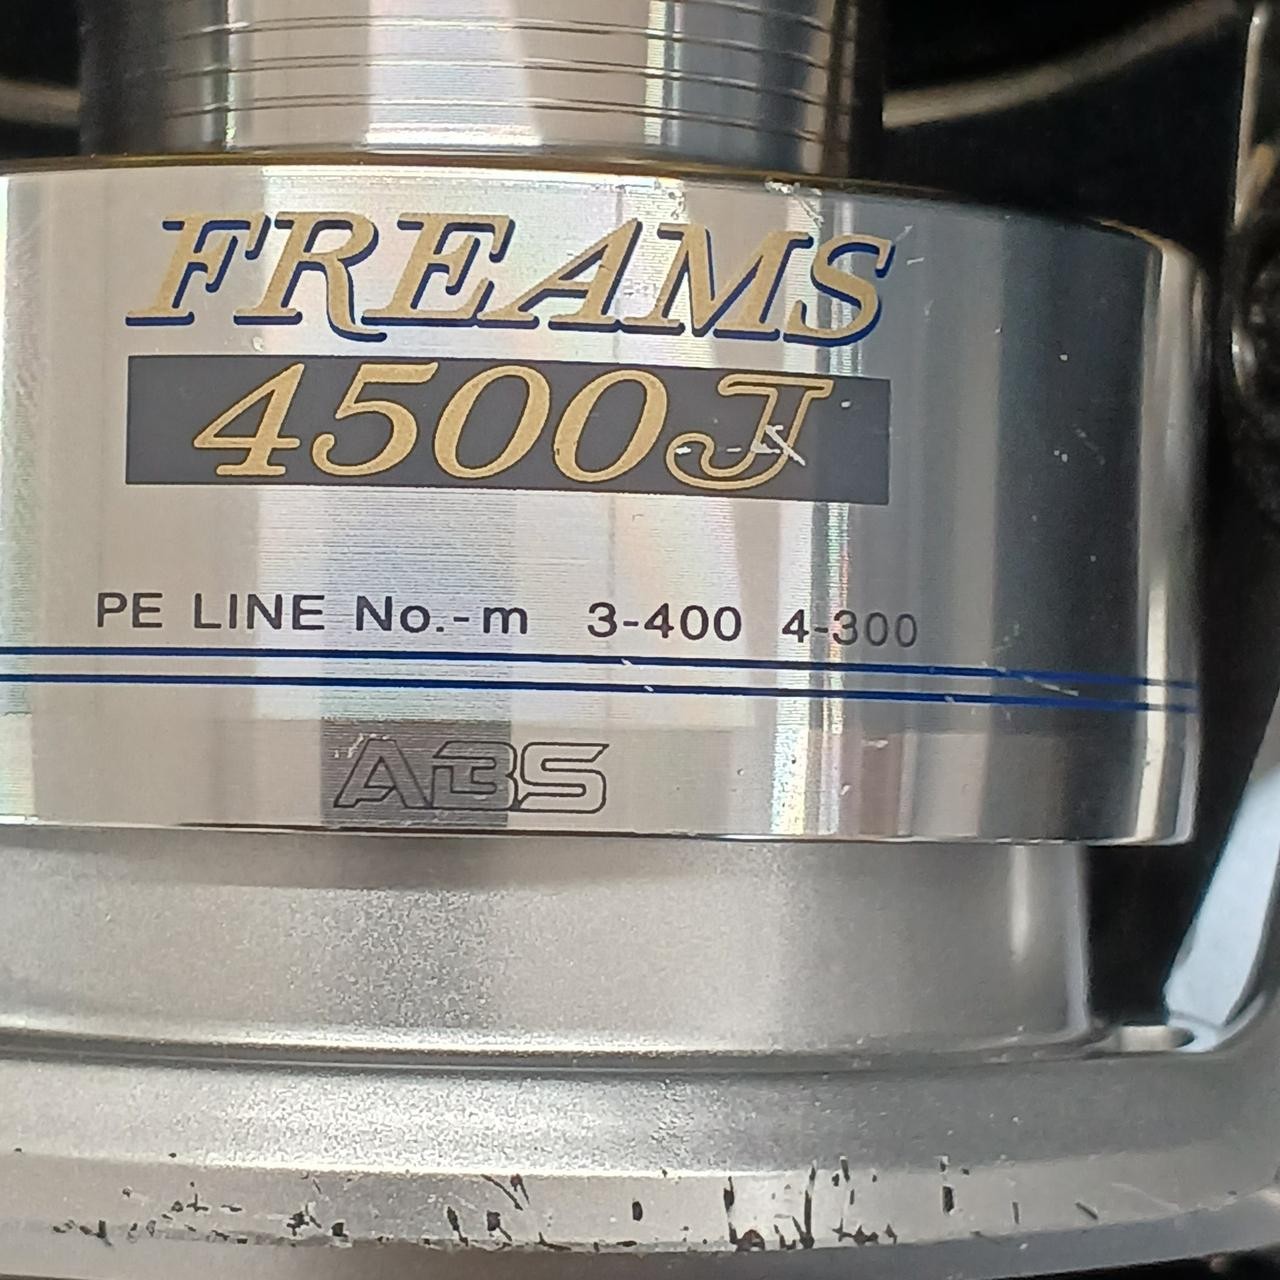 FREAMS
4500J
PE LINE No.-m 3-400 4-300
ABS